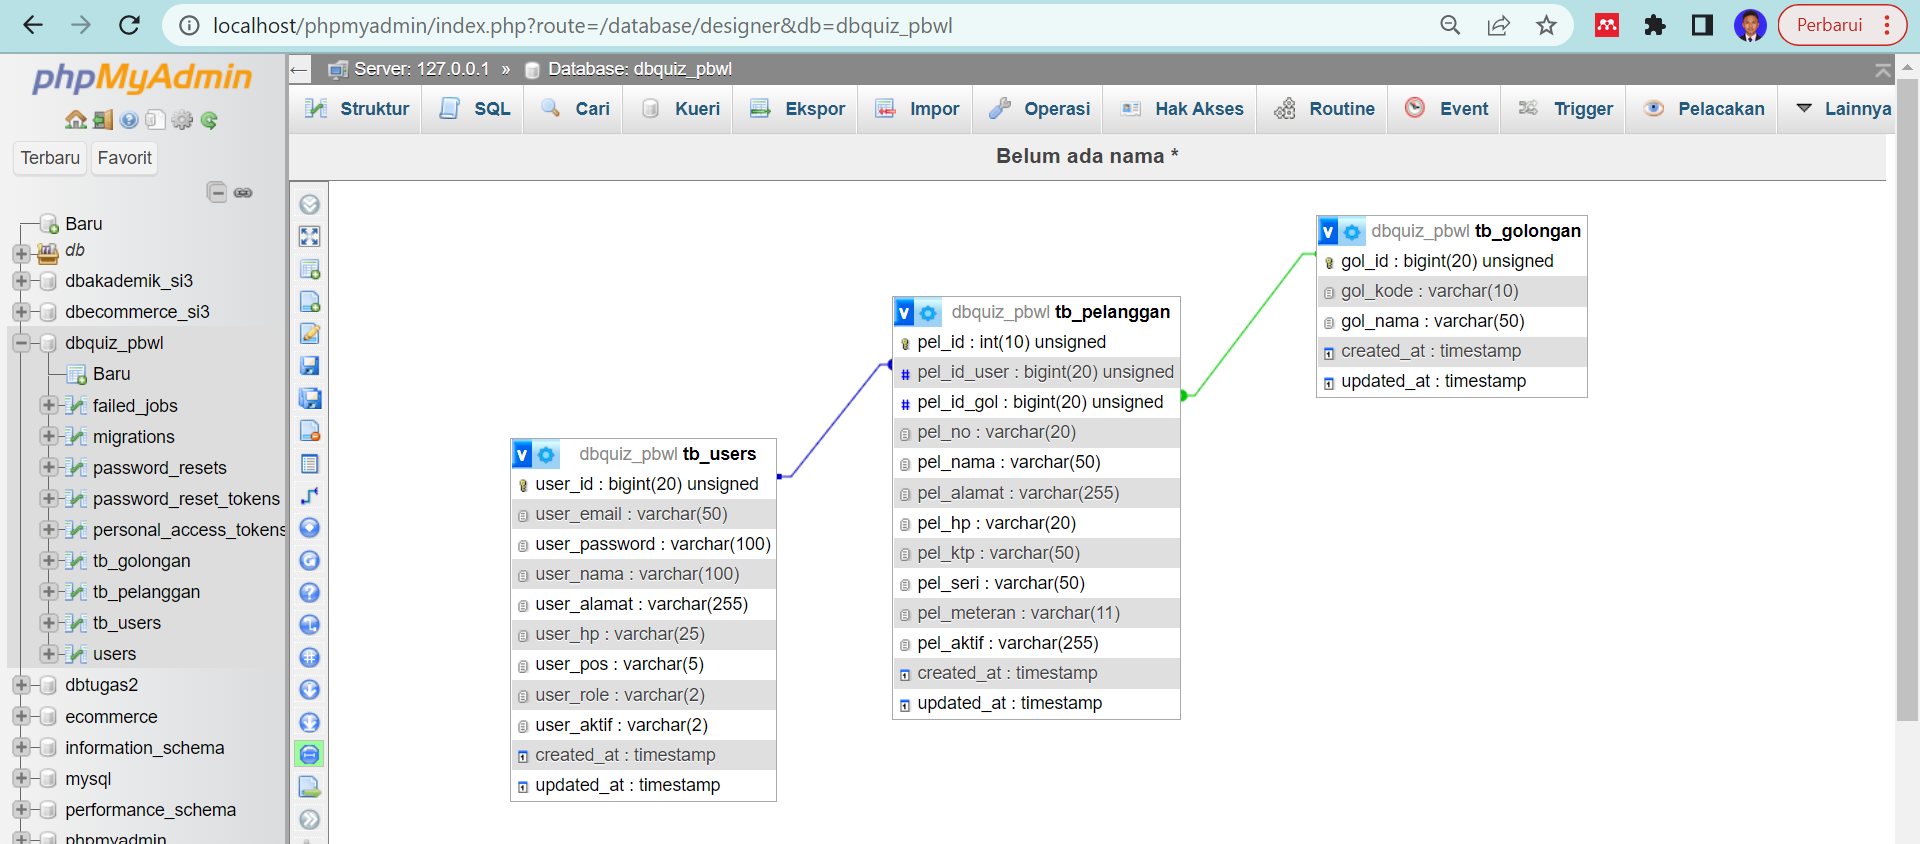 localhost/phpmyadmin/index.php?route=/database/designer&db=dbquiz_pbwl
Perbarui
phpMyAdmin
Terbaru
Favorit
Baru
db
dbakademik_si3
dbecommerce_si3
dbquiz_pbwl
Baru
failed_jobs
migrations
password_resets
password_reset_tokens
personal_access_tokens
tb_golongan
tb_pelanggan
tb_users
users
dbtugas2
ecommerce
information_schema
mysql
performance_schema
phpmyadmin
Server: 127.0.0.1 » Database: dbquiz_pbwl
Struktur
SQL
Cari
Kueri
Ekspor
Impor
Operasi
Hak Akses
Routine
Event
Trigger
Pelacakan
Lainnya
Belum ada nama *
dbquiz_pbwl tb_users
user_id : bigint(20) unsigned
user_email : varchar(50)
user_password : varchar(100)
user_nama : varchar(100)
user_alamat : varchar(255)
user_hp : varchar(25)
user_pos : varchar(5)
user_role : varchar(2)
user_aktif : varchar(2)
created_at : timestamp
updated_at : timestamp
dbquiz_pbwl tb_pelanggan
pel_id : int(10) unsigned
pel_id_user : bigint(20) unsigned
pel_id_gol : bigint(20) unsigned
pel_no : varchar(20)
pel_nama : varchar(50)
pel_alamat : varchar(255)
pel_hp : varchar(20)
pel_ktp : varchar(50)
pel_seri : varchar(50)
pel_meteran : varchar(11)
pel_aktif : varchar(255)
created_at : timestamp
updated_at : timestamp
dbquiz_pbwl tb_golongan
gol_id : bigint(20) unsigned
gol_kode : varchar(10)
gol_nama : varchar(50)
created_at : timestamp
updated_at : timestamp